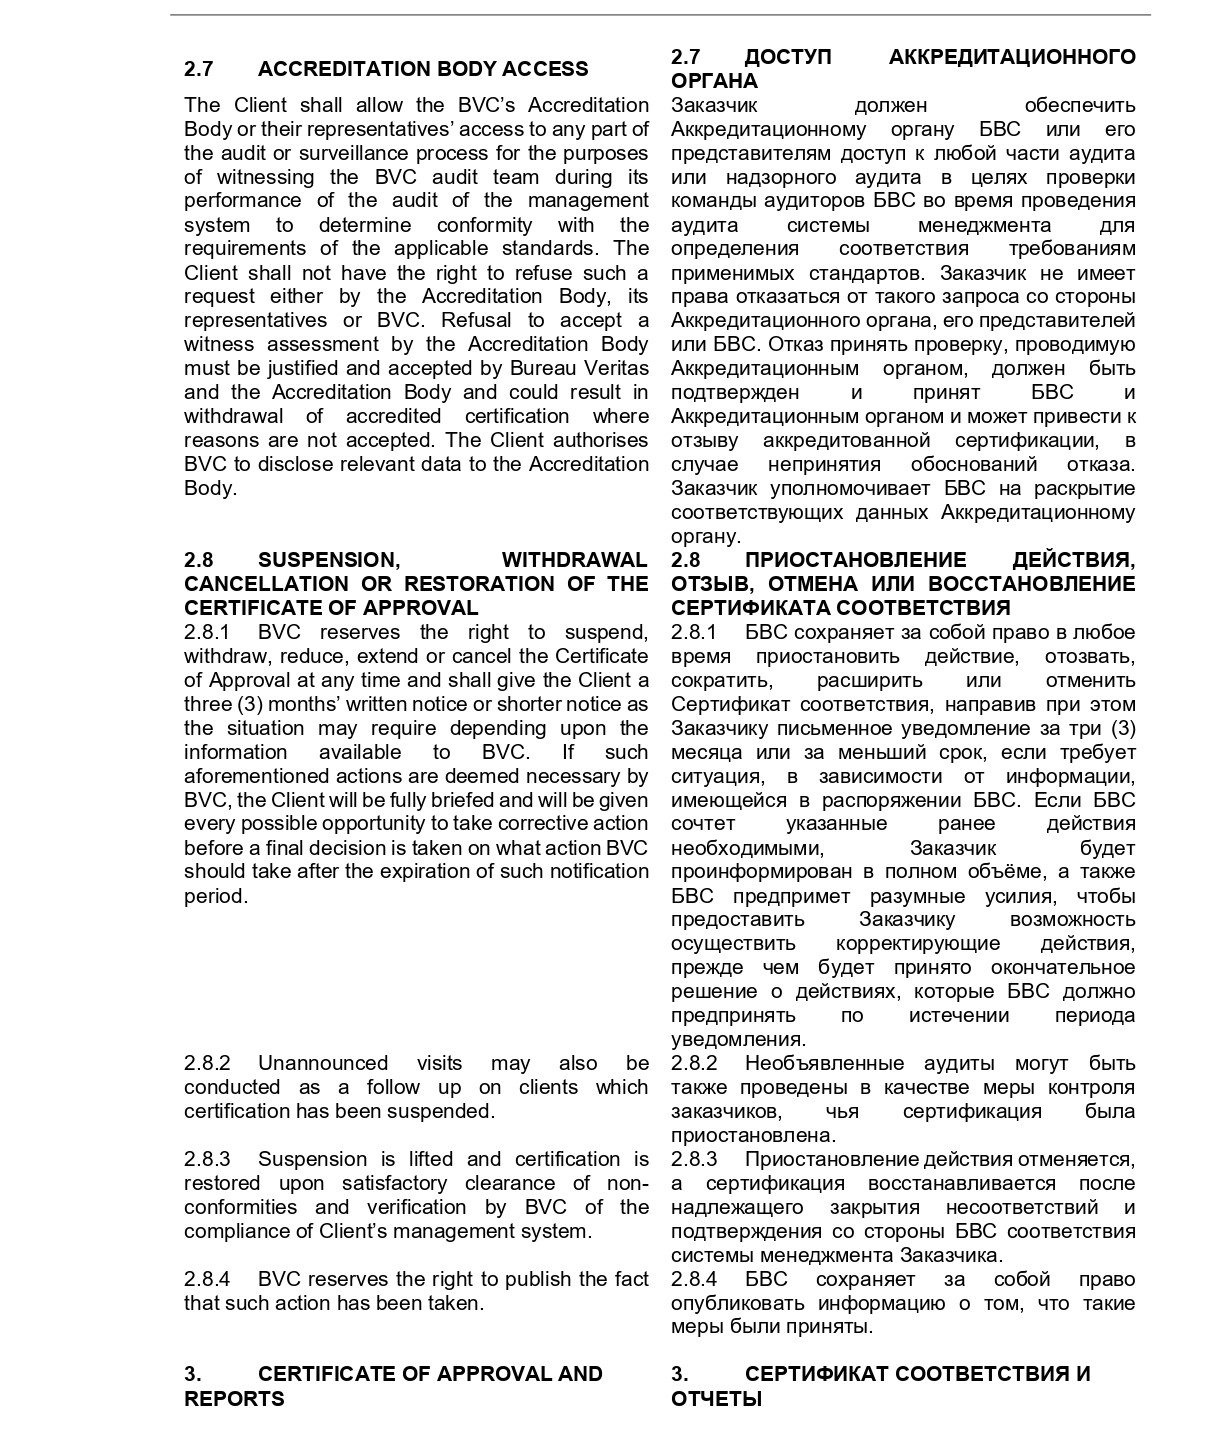 2.7 ACCREDITATION BODY ACCESS
The Client shall allow the BVC’s Accreditation
Body or their representatives’ access to any part of
the audit or surveillance process for the purposes
of witnessing the BVC audit team during its
performance of the audit of the management
system to determine conformity with the
requirements of the applicable standards. The
Client shall not have the right to refuse such a
request either by the Accreditation Body, its
representatives or BVC. Refusal to accept a
witness assessment by the Accreditation Body
must be justified and accepted by Bureau Veritas
and the Accreditation Body and could result in
withdrawal of accredited certification where
reasons are not accepted. The Client authorises
BVC to disclose relevant data to the Accreditation
Body.
2.7 ДОСТУП АККРЕДИТАЦИОННОГО
ОРГАНА
Заказчик должен обеспечить
Аккредитационному органу БВС или его
представителям доступ к любой части аудита
или надзорного аудита в целях проверки
команды аудиторов БВС во время проведения
аудита системы менеджмента для
определения соответствия требованиям
применимых стандартов. Заказчик не имеет
права отказаться от такого запроса со стороны
Аккредитационного органа, его представителей
или БВС. Отказ принять проверку, проводимую
Аккредитационным органом, должен быть
подтвержден и принят БВС и
Аккредитационным органом и может привести к
отзыву аккредитованной сертификации, в
случае непринятия обоснований отказа.
Заказчик уполномочивает БВС на раскрытие
соответствующих данных Аккредитационному
органу.
2.8 SUSPENSION, WITHDRAWAL
CANCELLATION OR RESTORATION OF THE
CERTIFICATE OF APPROVAL
2.8 ПРИОСТАНОВЛЕНИЕ ДЕЙСТВИЯ,
ОТЗЫВ, ОТМЕНА ИЛИ ВОССТАНОВЛЕНИЕ
СЕРТИФИКАТА СООТВЕТСТВИЯ
2.8.1 BVC reserves the right to suspend,
withdraw, reduce, extend or cancel the Certificate
of Approval at any time and shall give the Client a
three (3) months’ written notice or shorter notice as
the situation may require depending upon the
information available to BVC. If such
aforementioned actions are deemed necessary by
BVC, the Client will be fully briefed and will be given
every possible opportunity to take corrective action
before a final decision is taken on what action BVC
should take after the expiration of such notification
period.
2.8.1 БВС сохраняет за собой право в любое
время приостановить действие, отозвать,
сократить, расширить или отменить
Сертификат соответствия, направив при этом
Заказчику письменное уведомление за три (3)
месяца или за меньший срок, если требует
ситуация, в зависимости от информации,
имеющейся в распоряжении БВС. Если БВС
сочтет указанные ранее действия
необходимыми, Заказчик будет
проинформирован в полном объёме, а также
БВС предпримет разумные усилия, чтобы
предоставить Заказчику возможность
осуществить корректирующие действия,
прежде чем будет принято окончательное
решение о действиях, которые БВС должно
предпринять по истечении периода
уведомления.
2.8.2 Unannounced visits may also be
conducted as a follow up on clients which
certification has been suspended.
2.8.2 Необъявленные аудиты могут быть
также проведены в качестве меры контроля
заказчиков, чья сертификация была
приостановлена.
2.8.3 Suspension is lifted and certification is
restored upon satisfactory clearance of non-
conformities and verification by BVC of the
compliance of Client’s management system.
2.8.3 Приостановление действия отменяется,
а сертификация восстанавливается после
надлежащего закрытия несоответствий и
подтверждения со стороны БВС соответствия
системы менеджмента Заказчика.
2.8.4 BVC reserves the right to publish the fact
that such action has been taken.
2.8.4 БВС сохраняет за собой право
опубликовать информацию о том, что такие
меры были приняты.
3. CERTIFICATE OF APPROVAL AND
REPORTS
3. СЕРТИФИКАТ СООТВЕТСТВИЯ И
ОТЧЕТЫ